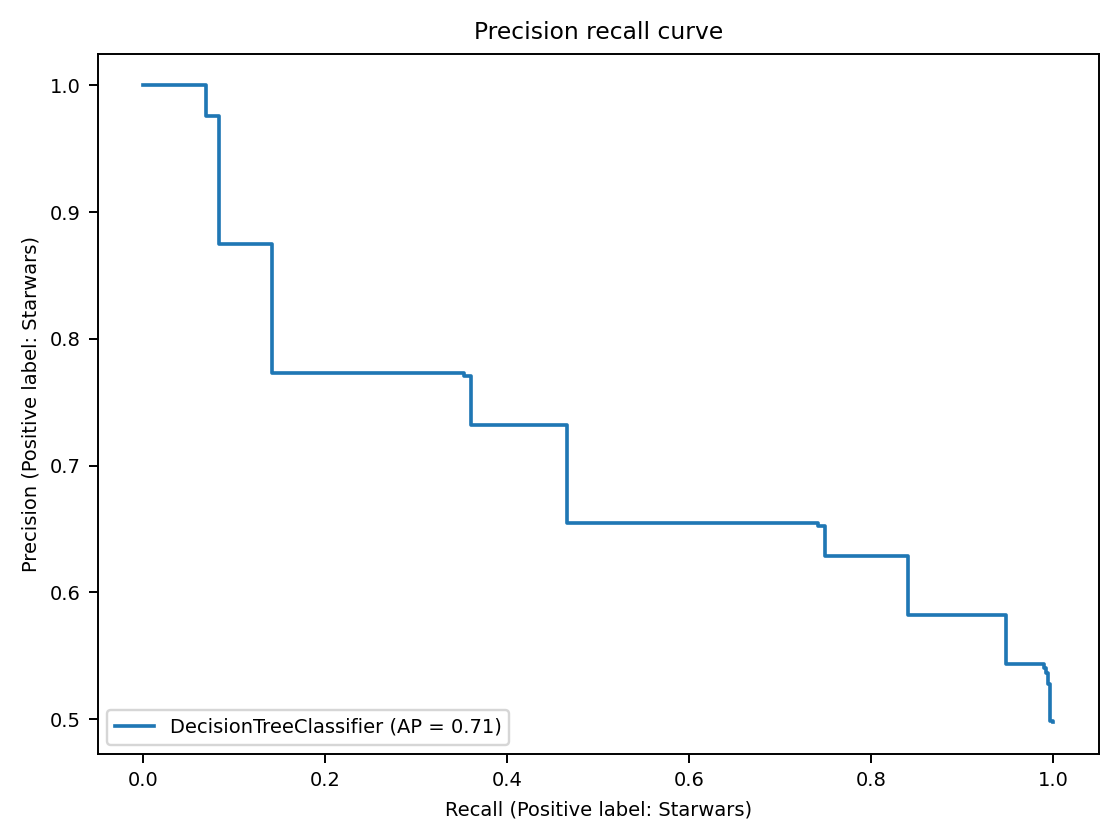 Precision recall curve
Precision (Positive label: Starwars)
1.0
0.9
0.8
0.7
0.6
0.5
DecisionTreeClassifier (AP = 0.71)
0.0 0.2 0.4 0.6 0.8 1.0
Recall (Positive label: Starwars)